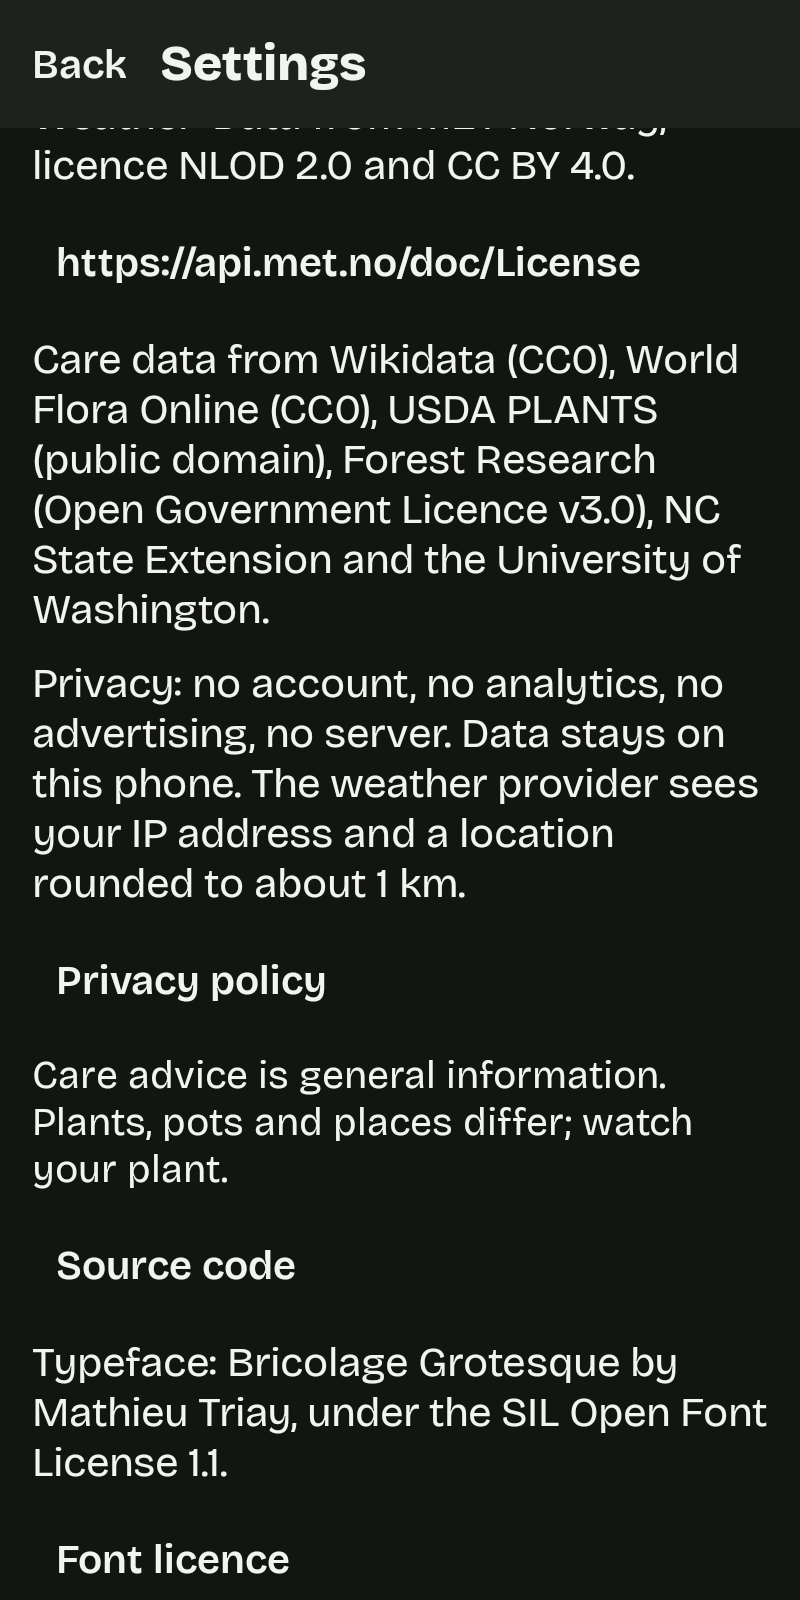 Back Settings
licence NLOD 2.0 and CC BY 4.0.
https://api.met.no/doc/License
Care data from Wikidata (CC0), World
Flora Online (CC0), USDA PLANTS
(public domain), Forest Research
(Open Government Licence v3.0), NC
State Extension and the University of
Washington.
Privacy: no account, no analytics, no
advertising, no server. Data stays on
this phone. The weather provider sees
your IP address and a location
rounded to about 1 km.
Privacy policy
Care advice is general information.
Plants, pots and places differ; watch
your plant.
Source code
Typeface: Bricolage Grotesque by
Mathieu Triay, under the SIL Open Font
License 1.1.
Font licence